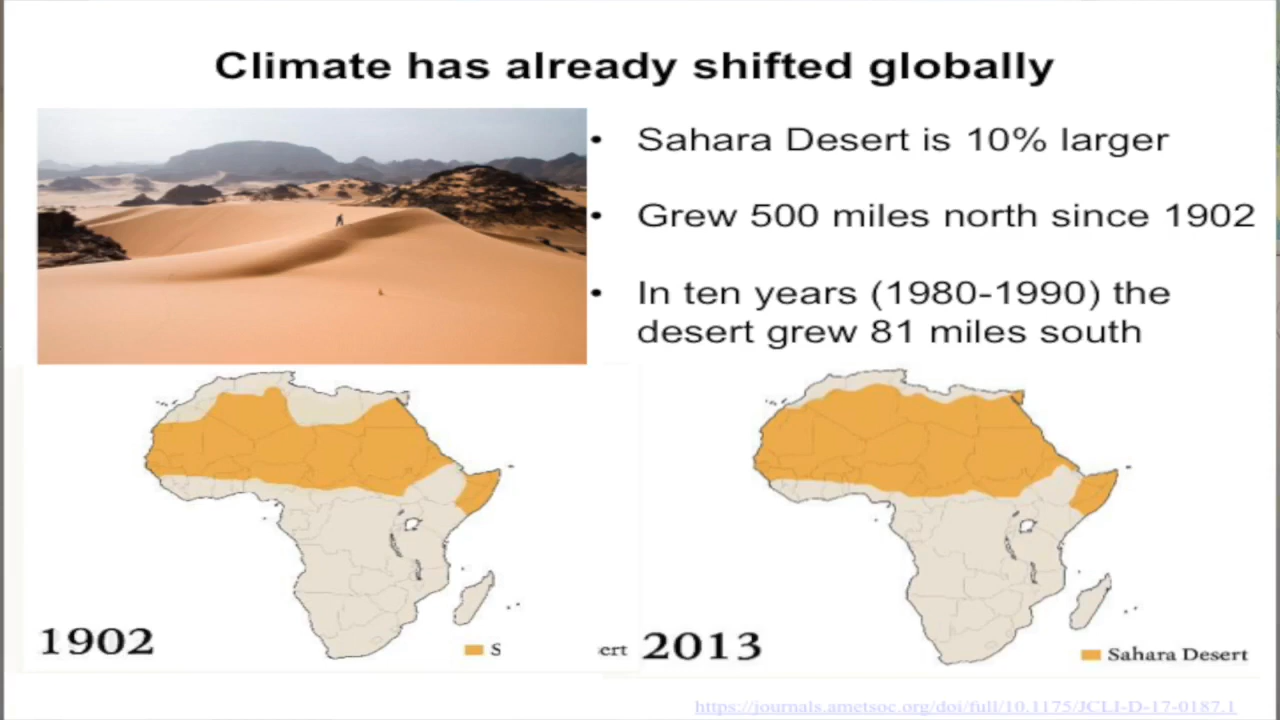 Climate has already shifted globally
• Sahara Desert is 10% larger
• Grew 500 miles north since 1902
• In ten years (1980-1990) the
desert grew 81 miles south
1902
S
ert
2013
Sahara Desert
https://journals.ametsoc.org/doi/full/10.1175/JCLI-D-17-0187.1